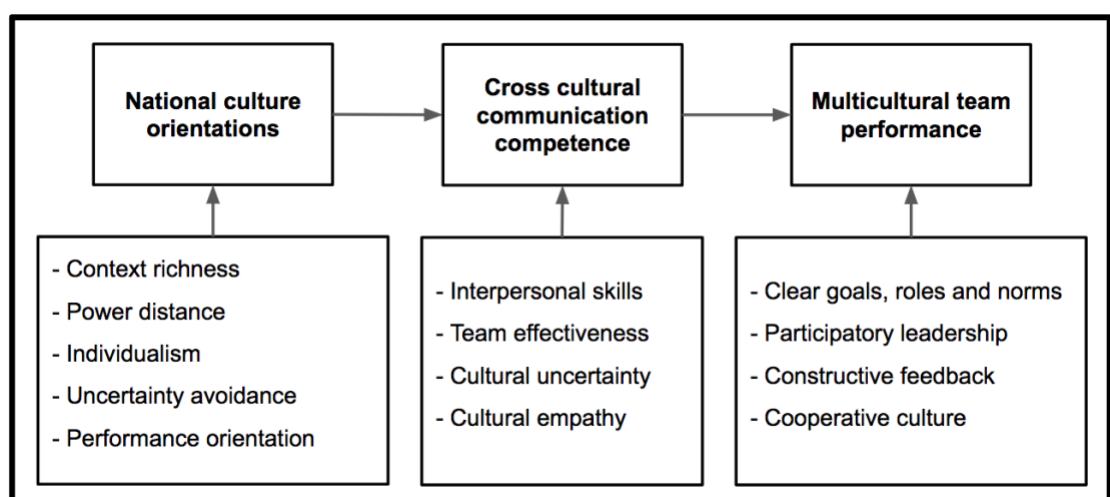 National culture
orientations
Cross cultural
communication
competence
Multicultural team
performance
- Context richness
- Power distance
- Individualism
- Uncertainty avoidance
- Performance orientation
- Interpersonal skills
- Team effectiveness
- Cultural uncertainty
- Cultural empathy
- Clear goals, roles and norms
- Participatory leadership
- Constructive feedback
- Cooperative culture